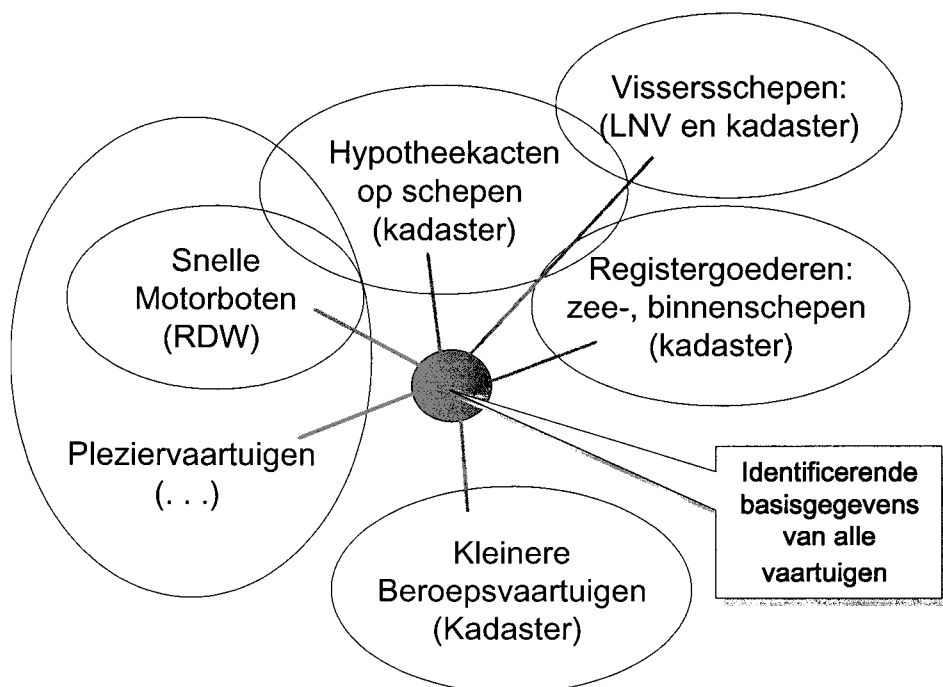 Vissersschepen:
(LNV en kadaster)
Hypotheekacten
op schepen
(kadaster)
Snelle
Motorboten
(RDW)
Registergoederen:
zee-, binnenschepen
(kadaster)
Pleziervaartuigen
(. . .)
Identificerende
basisgegevens
van alle
vaartuigen
Kleinere
Beroepsvaartuigen
(Kadaster)